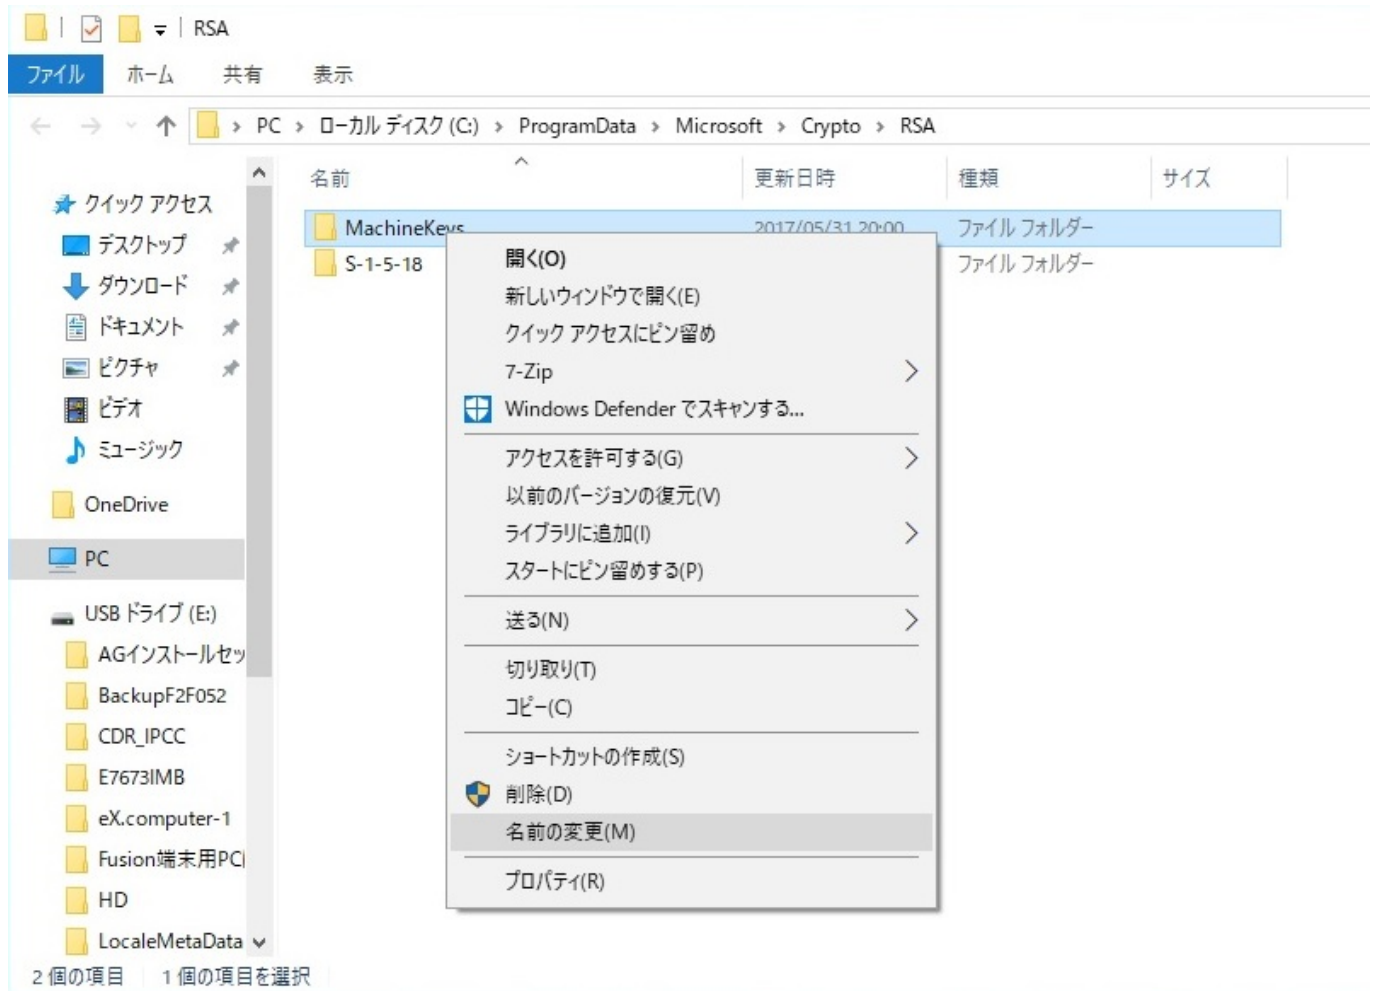 RSA
ファイル ホーム 共有 表示
PC > ローカル ディスク (C:) > ProgramData > Microsoft > Crypto > RSA
名前 更新日時 種類 サイズ
クイック アクセス
デスクトップ
ダウンロード
ドキュメント
ピクチャ
ビデオ
ミュージック
OneDrive
PC
USB ドライブ (E:)
AGインストールセッ
BackupF2F052
CDR_IPCC
E7673IMB
eX.computer-1
Fusion端末用PC
HD
LocaleMetaData
MachineKeys 2017/05/31 20:00 ファイル フォルダー
S-1-5-18 ファイル フォルダー
開く(O)
新しいウィンドウで開く(E)
クイック アクセスにピン留め
7-Zip
Windows Defender でスキャンする...
アクセスを許可する(G)
以前のバージョンの復元(V)
ライブラリに追加(I)
スタートにピン留めする(P)
送る(N)
切り取り(T)
コピー(C)
ショートカットの作成(S)
削除(D)
名前の変更(M)
プロパティ(R)
2 個の項目 1 個の項目を選択